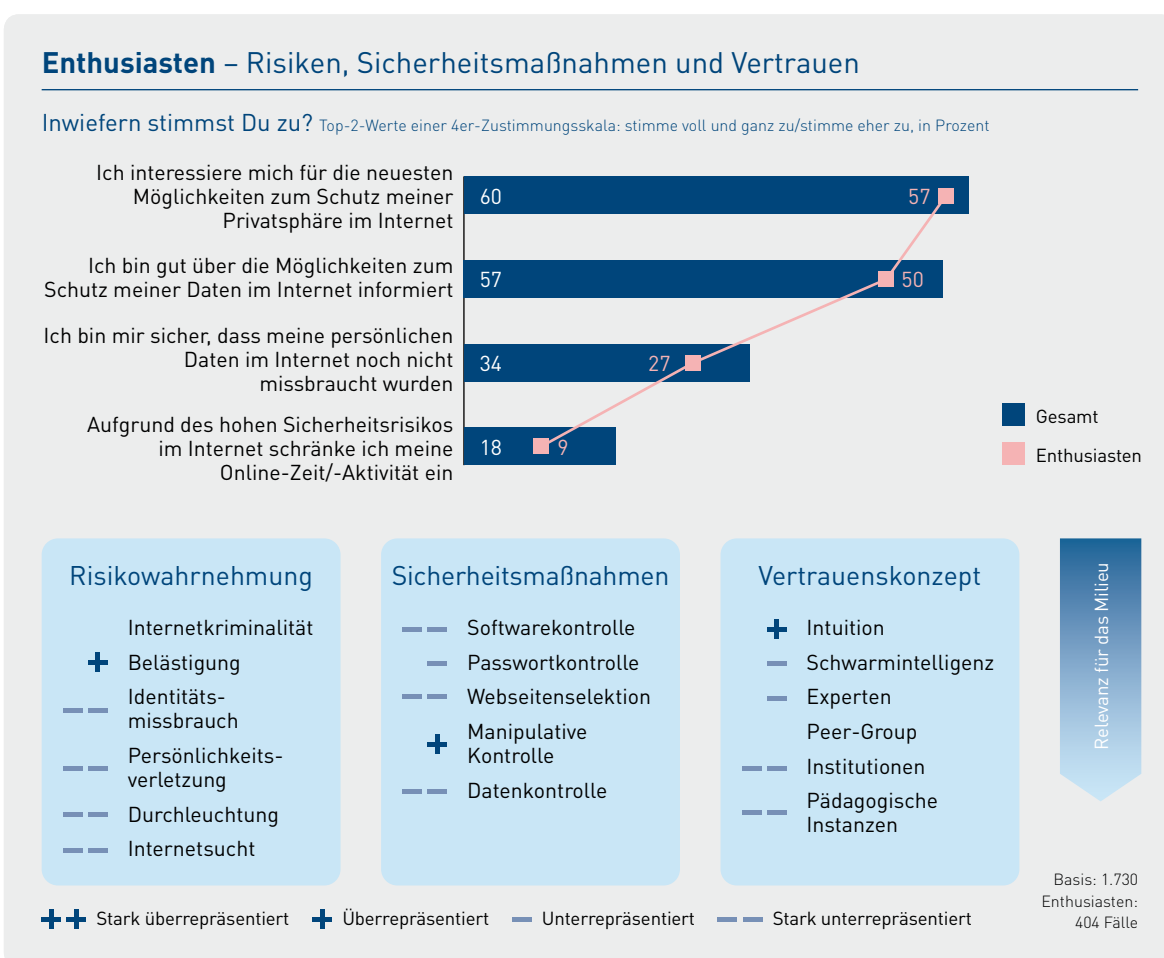 Enthusiasten – Risiken, Sicherheitsmaßnahmen und Vertrauen
Inwiefern stimmst Du zu? Top-2-Werte einer 4er-Zustimmungsskala: stimme voll und ganz zu/stimme eher zu, in Prozent
Ich interessiere mich für die neuesten
Möglichkeiten zum Schutz meiner
Privatsphäre im Internet
60
57
Ich bin gut über die Möglichkeiten zum
Schutz meiner Daten im Internet informiert
57
50
Ich bin mir sicher, dass meine persönlichen
Daten im Internet noch nicht
missbraucht wurden
34
27
Aufgrund des hohen Sicherheitsrisikos
im Internet schränke ich meine
Online-Zeit/-Aktivität ein
18
9
Gesamt
Enthusiasten
Risikowahrnehmung
Internetkriminalität
+ Belästigung
Identitäts-
– – missbrauch
Persönlichkeits-
– – verletzung
– – Durchleuchtung
– – Internetsucht
Sicherheitsmaßnahmen
– – Softwarekontrolle
– Passwortkontrolle
– – Webseitenselektion
+ Manipulative
Kontrolle
– – Datenkontrolle
Vertrauenskonzept
+ Intuition
– Schwarmintelligenz
– Experten
Peer-Group
– – Institutionen
– – Pädagogische
Instanzen
Relevanz für das Milieu
Basis: 1.730
Enthusiasten:
404 Fälle
++ Stark überrepräsentiert + Überrepräsentiert – Unterrepräsentiert – – Stark unterrepräsentiert